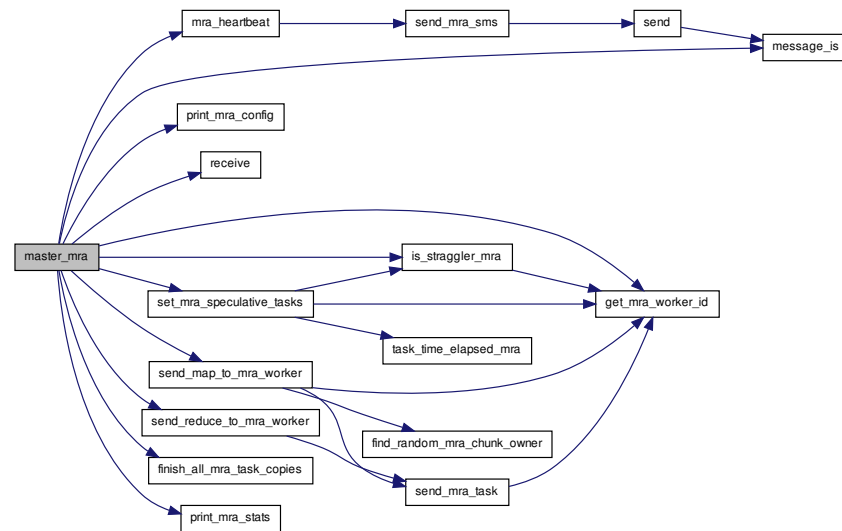 mra_heartbeat
send_mra_sms
send
message_is
print_mra_config
receive
master_mra
is_straggler_mra
set_mra_speculative_tasks
get_mra_worker_id
task_time_elapsed_mra
send_map_to_mra_worker
send_reduce_to_mra_worker
find_random_mra_chunk_owner
finish_all_mra_task_copies
send_mra_task
print_mra_stats